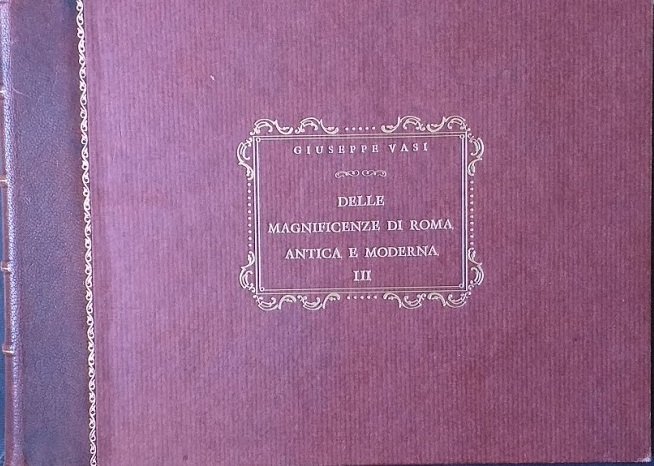 GIUSEPPE VASI
DELLE
MAGNIFICENZE DI ROMA
ANTICA E MODERNA
III